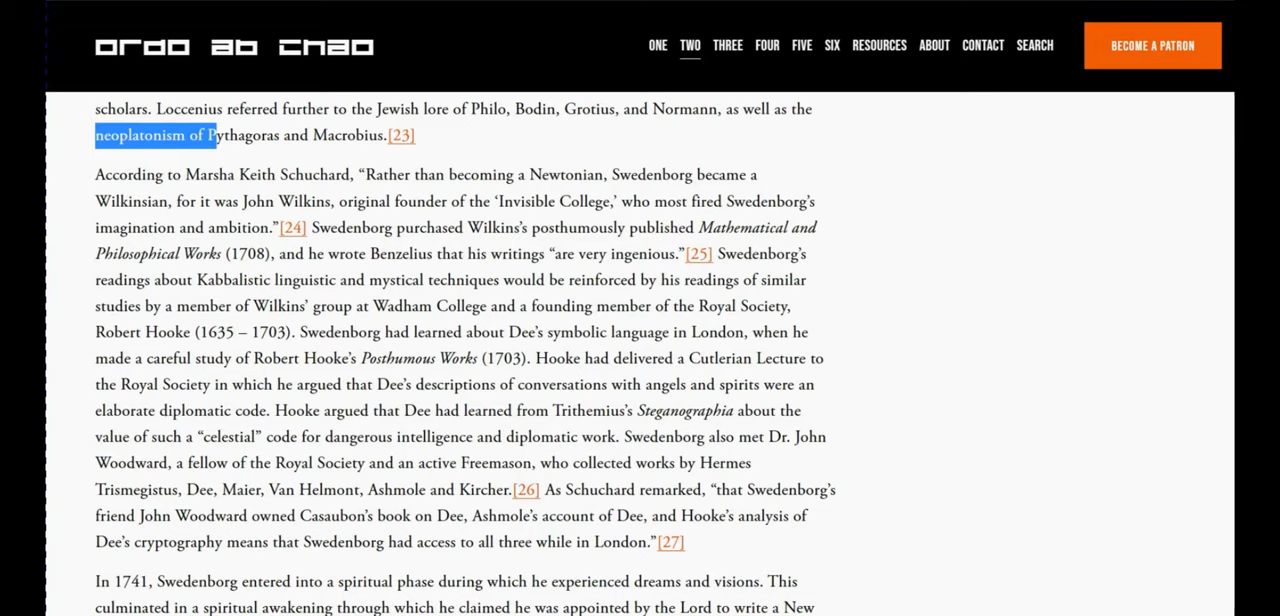 ordo ab chao
ONE TWO THREE FOUR FIVE SIX RESOURCES ABOUT CONTACT SEARCH BECOME A PATRON
scholars. Loccenius referred further to the Jewish lore of Philo, Bodin, Grotius, and Normann, as well as the
neoplatonism of Pythagoras and Macrobius.[23]
According to Marsha Keith Schuchard, “Rather than becoming a Newtonian, Swedenborg became a
Wilkinsian, for it was John Wilkins, original founder of the ‘Invisible College,’ who most fired Swedenborg’s
imagination and ambition.”[24] Swedenborg purchased Wilkins’s posthumously published Mathematical and
Philosophical Works (1708), and he wrote Benzelius that his writings “are very ingenious.”[25] Swedenborg’s
readings about Kabbalistic linguistic and mystical techniques would be reinforced by his readings of similar
studies by a member of Wilkins’ group at Wadham College and a founding member of the Royal Society,
Robert Hooke (1635 – 1703). Swedenborg had learned about Dee’s symbolic language in London, when he
made a careful study of Robert Hooke’s Posthumous Works (1703). Hooke had delivered a Cutlerian Lecture to
the Royal Society in which he argued that Dee’s descriptions of conversations with angels and spirits were an
elaborate diplomatic code. Hooke argued that Dee had learned from Trithemius’s Steganographia about the
value of such a “celestial” code for dangerous intelligence and diplomatic work. Swedenborg also met Dr. John
Woodward, a fellow of the Royal Society and an active Freemason, who collected works by Hermes
Trismegistus, Dee, Maier, Van Helmont, Ashmole and Kircher.[26] As Schuchard remarked, “that Swedenborg’s
friend John Woodward owned Casaubon’s book on Dee, Ashmole’s account of Dee, and Hooke’s analysis of
Dee’s cryptography means that Swedenborg had access to all three while in London.”[27]
In 1741, Swedenborg entered into a spiritual phase during which he experienced dreams and visions. This
culminated in a spiritual awakening through which he claimed he was appointed by the Lord to write a New